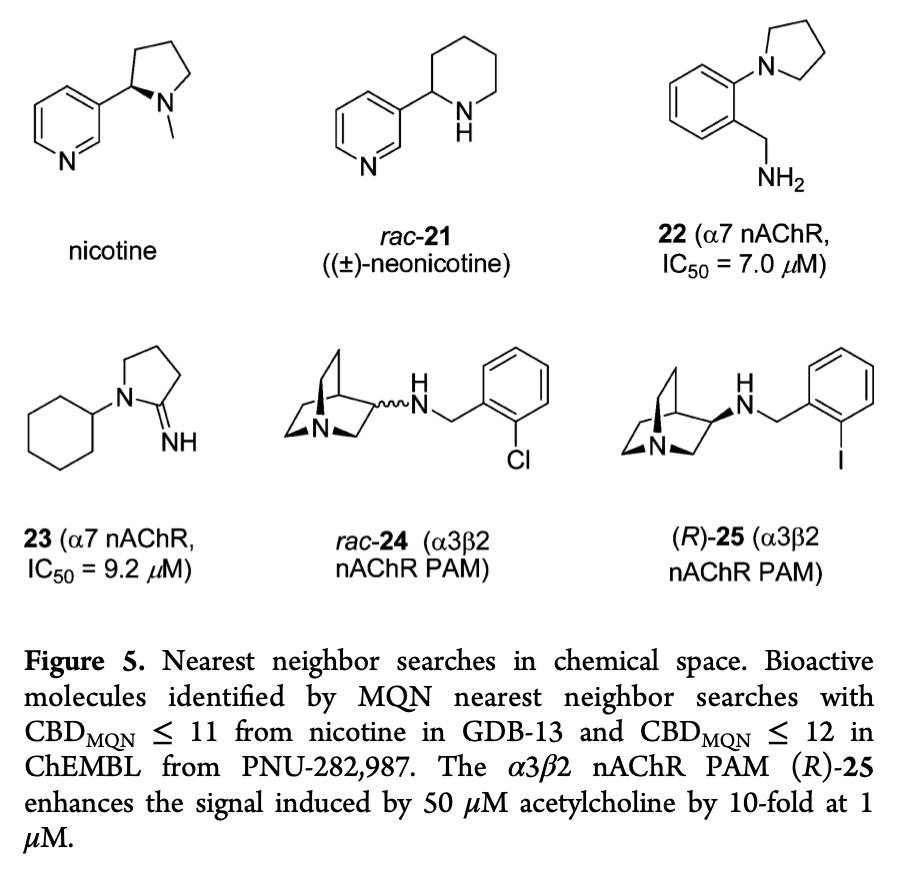 N
N
N
N
H
N
NH₂
nicotine
rac-21
((±)-neonicotine)
22 (α7 nAChR,
IC₅₀ = 7.0 μM)
N
NH
N
H
N
Cl
N
H
N
I
23 (α7 nAChR,
IC₅₀ = 9.2 μM)
rac-24 (α3β2
nAChR PAM)
(R)-25 (α3β2
nAChR PAM)
Figure 5. Nearest neighbor searches in chemical space. Bioactive
molecules identified by MQN nearest neighbor searches with
CBD_MQN ≤ 11 from nicotine in GDB-13 and CBD_MQN ≤ 12 in
ChEMBL from PNU-282,987. The α3β2 nAChR PAM (R)-25
enhances the signal induced by 50 μM acetylcholine by 10-fold at 1
μM.